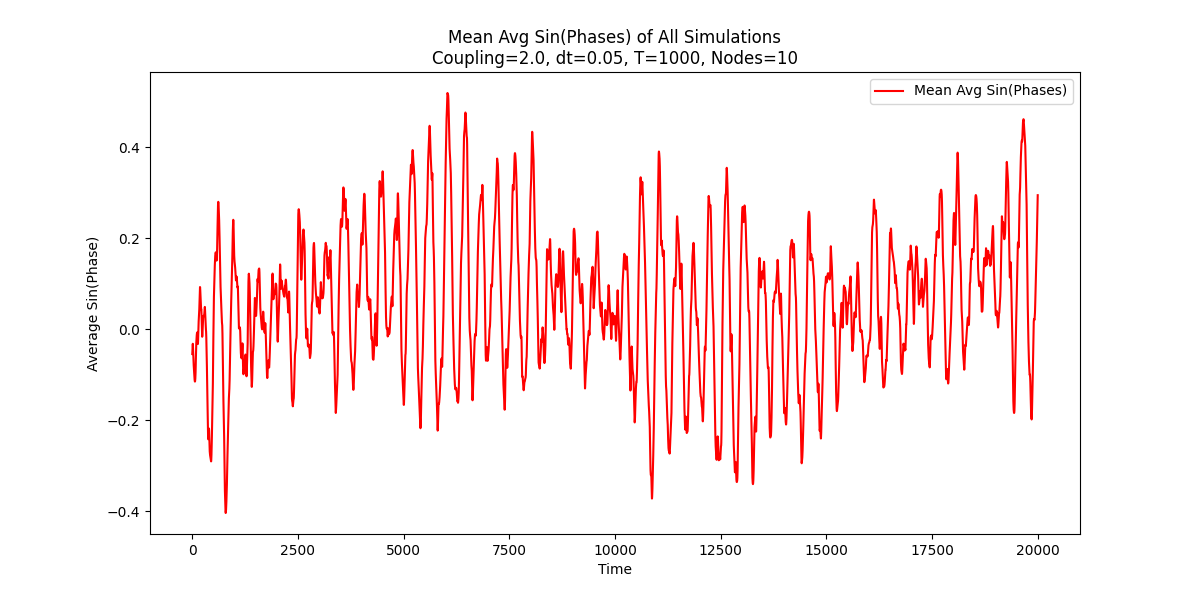 Mean Avg Sin(Phases) of All Simulations
Coupling=2.0, dt=0.05, T=1000, Nodes=10
Mean Avg Sin(Phases)
Average Sin(Phase)
0.4
0.2
0.0
−0.2
−0.4
0 2500 5000 7500 10000 12500 15000 17500 20000
Time